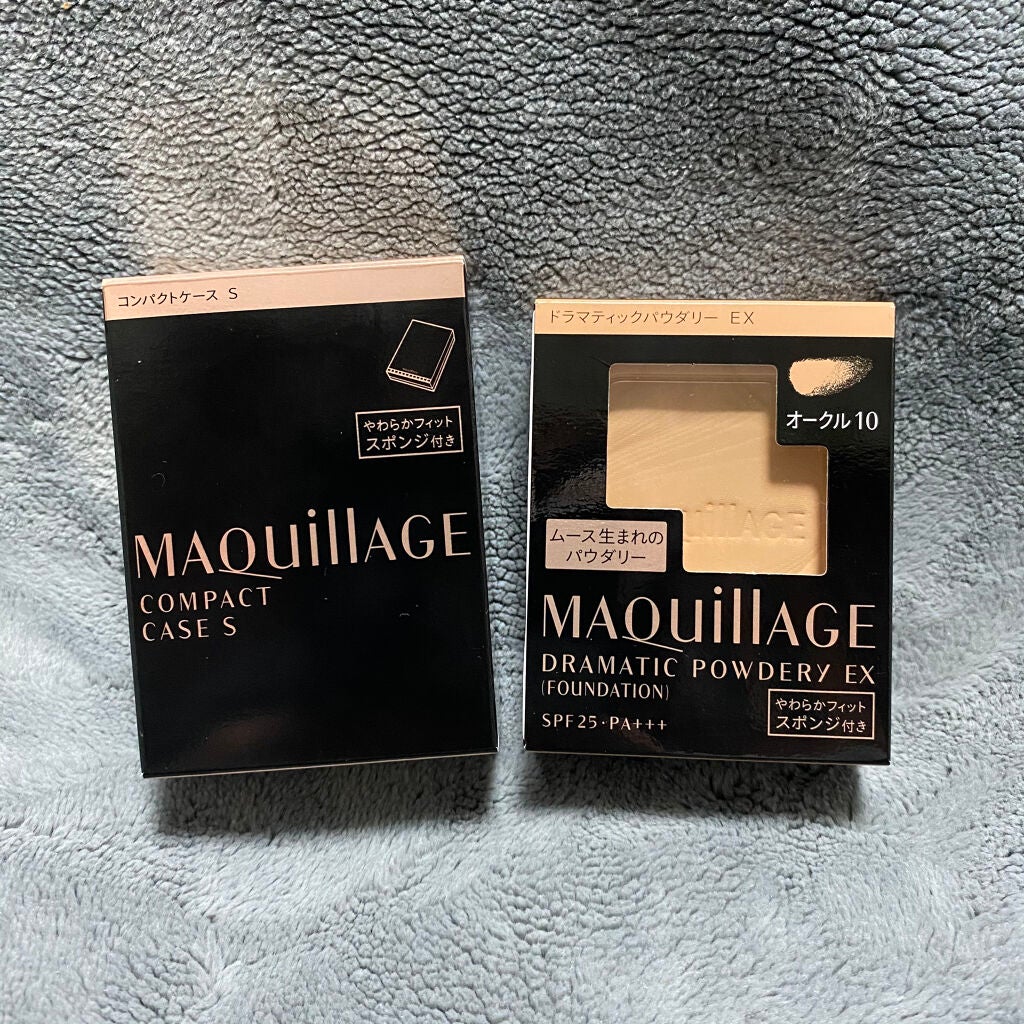 コンパクトケース S
やわらかフィット
スポンジ付き
MAQuillAGE
COMPACT
CASE S
ドラマティックパウダリー EX
オークル10
uillAGE
ムース生まれの
パウダリー
MAQuillAGE
DRAMATIC POWDERY EX
(FOUNDATION)
SPF25・PA+++
やわらかフィット
スポンジ付き